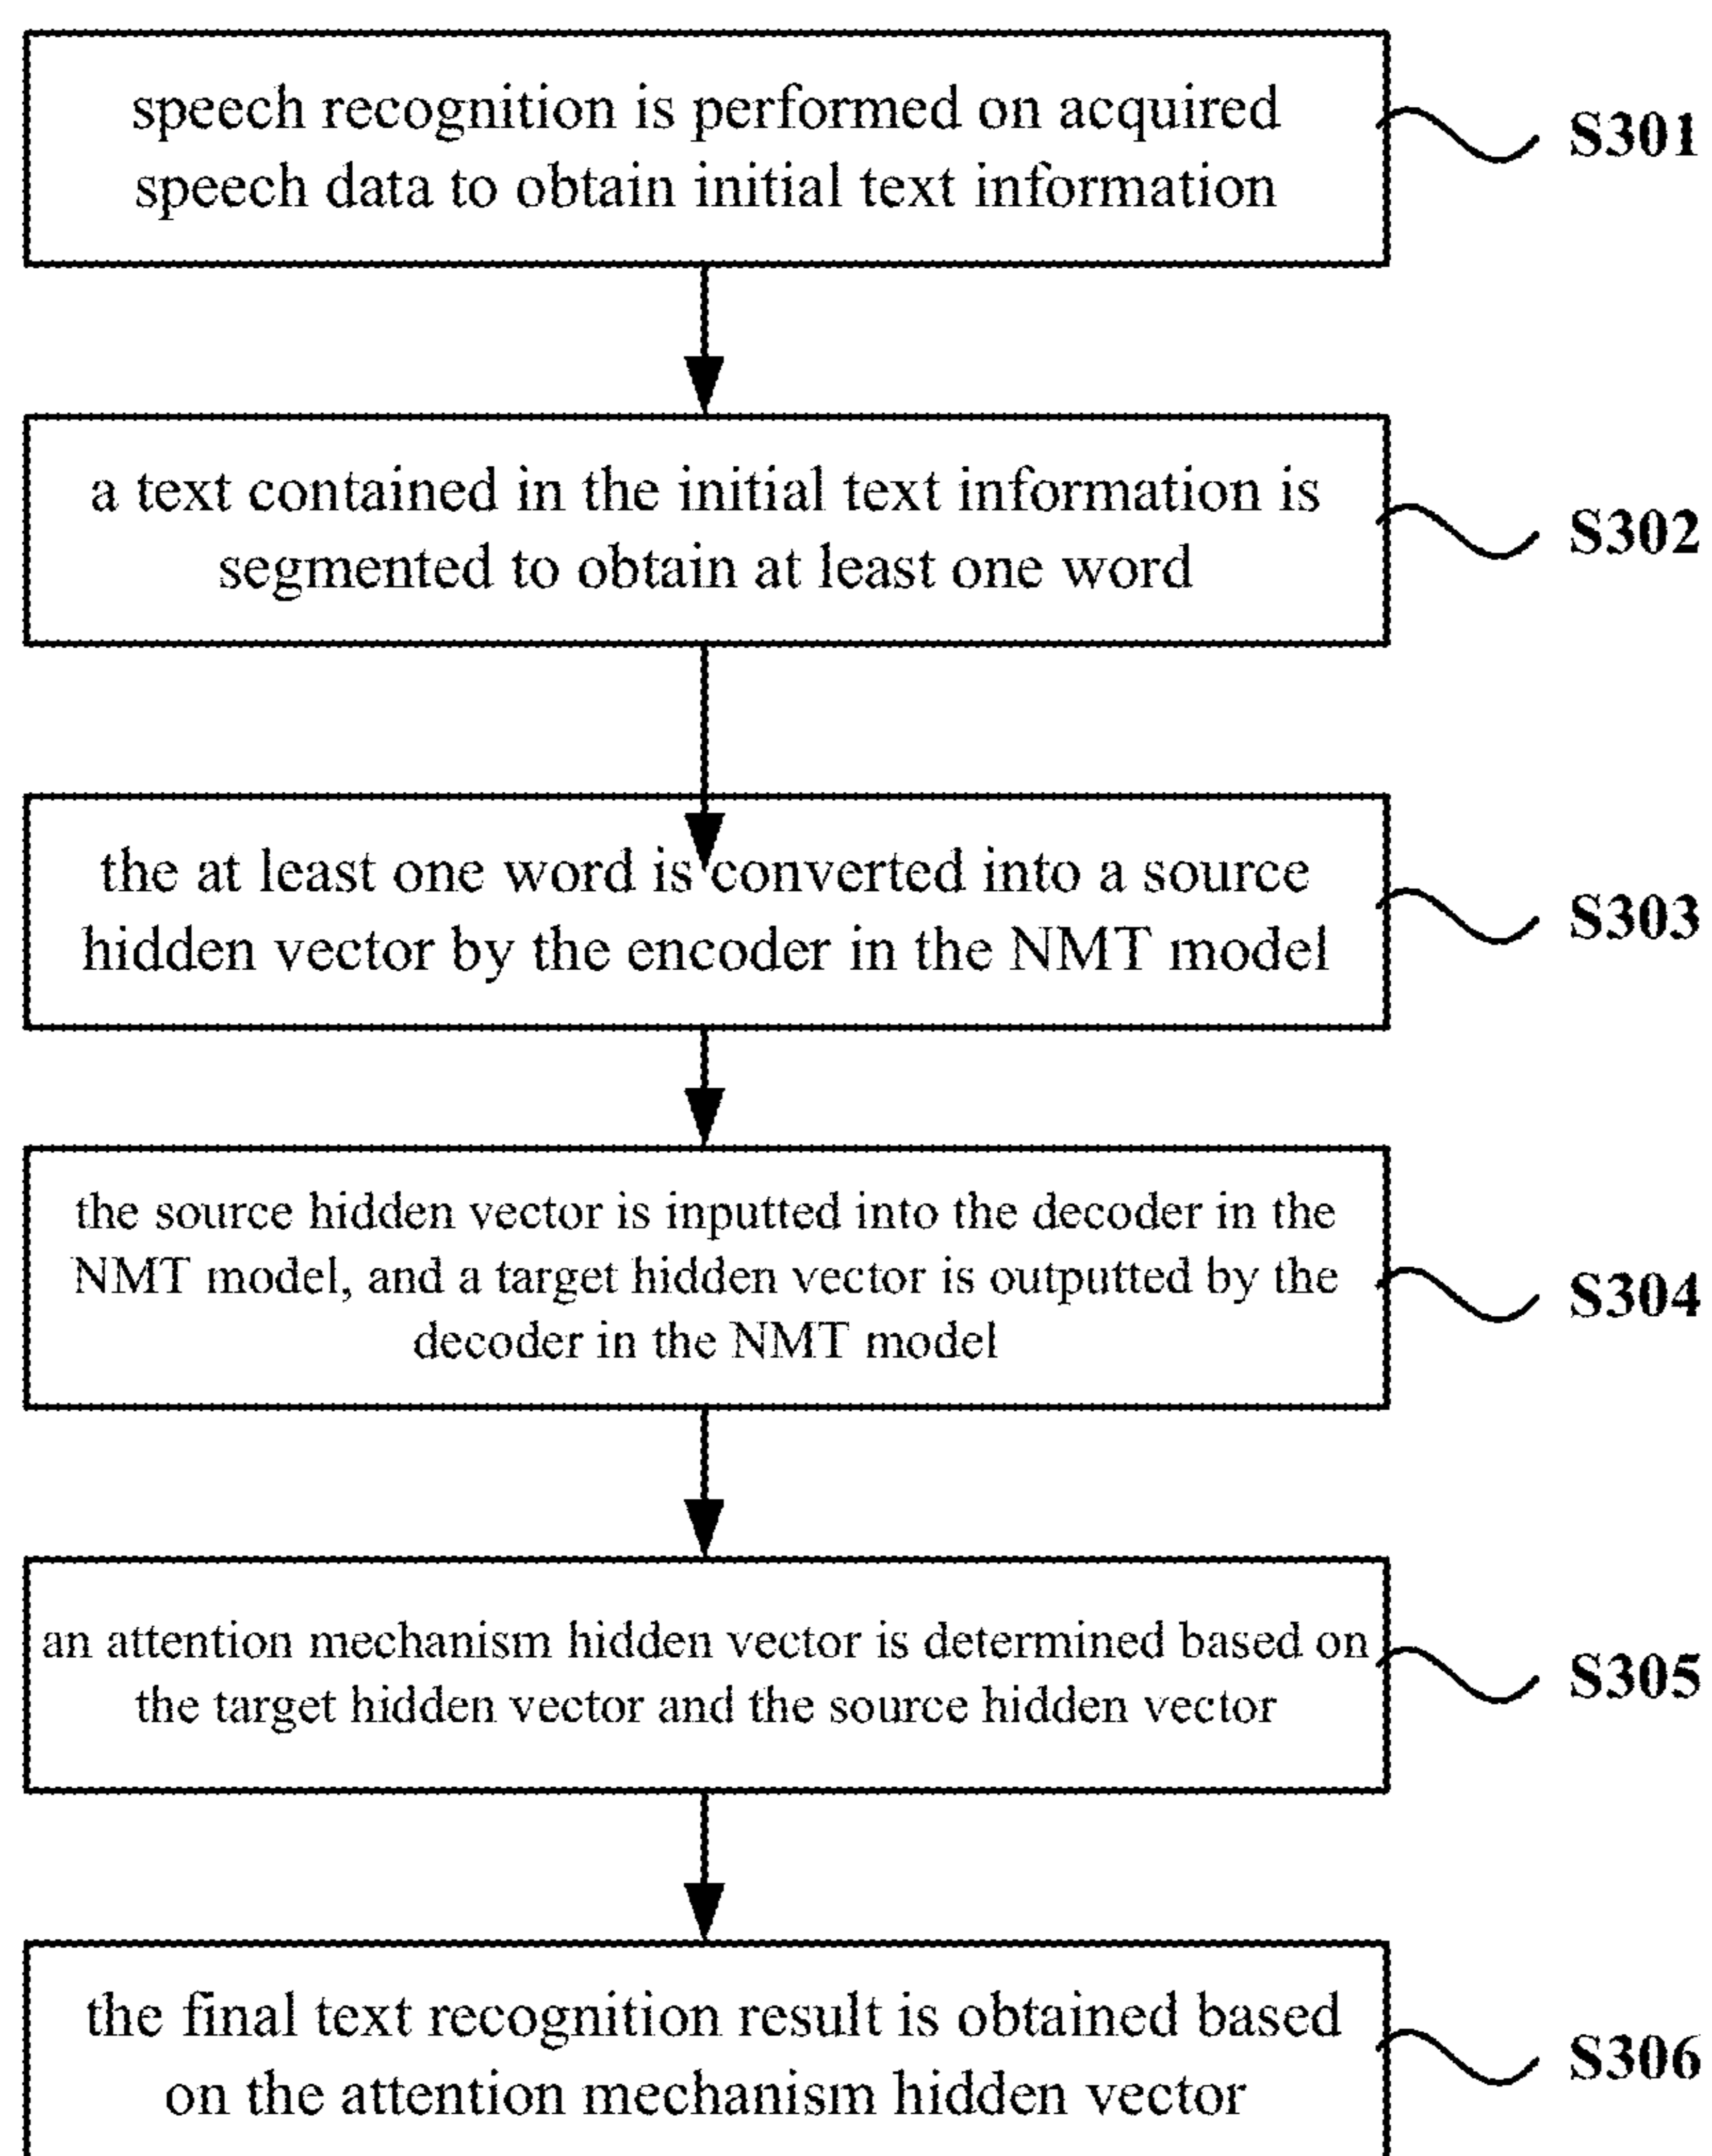 speech recognition is performed on acquired
speech data to obtain initial text information
S301
a text contained in the initial text information is
segmented to obtain at least one word
S302
the at least one word is converted into a source
hidden vector by the encoder in the NMT model
S303
the source hidden vector is inputted into the decoder in the
NMT model, and a target hidden vector is outputted by the
decoder in the NMT model
S304
an attention mechanism hidden vector is determined based on
the target hidden vector and the source hidden vector
S305
the final text recognition result is obtained based
on the attention mechanism hidden vector
S306